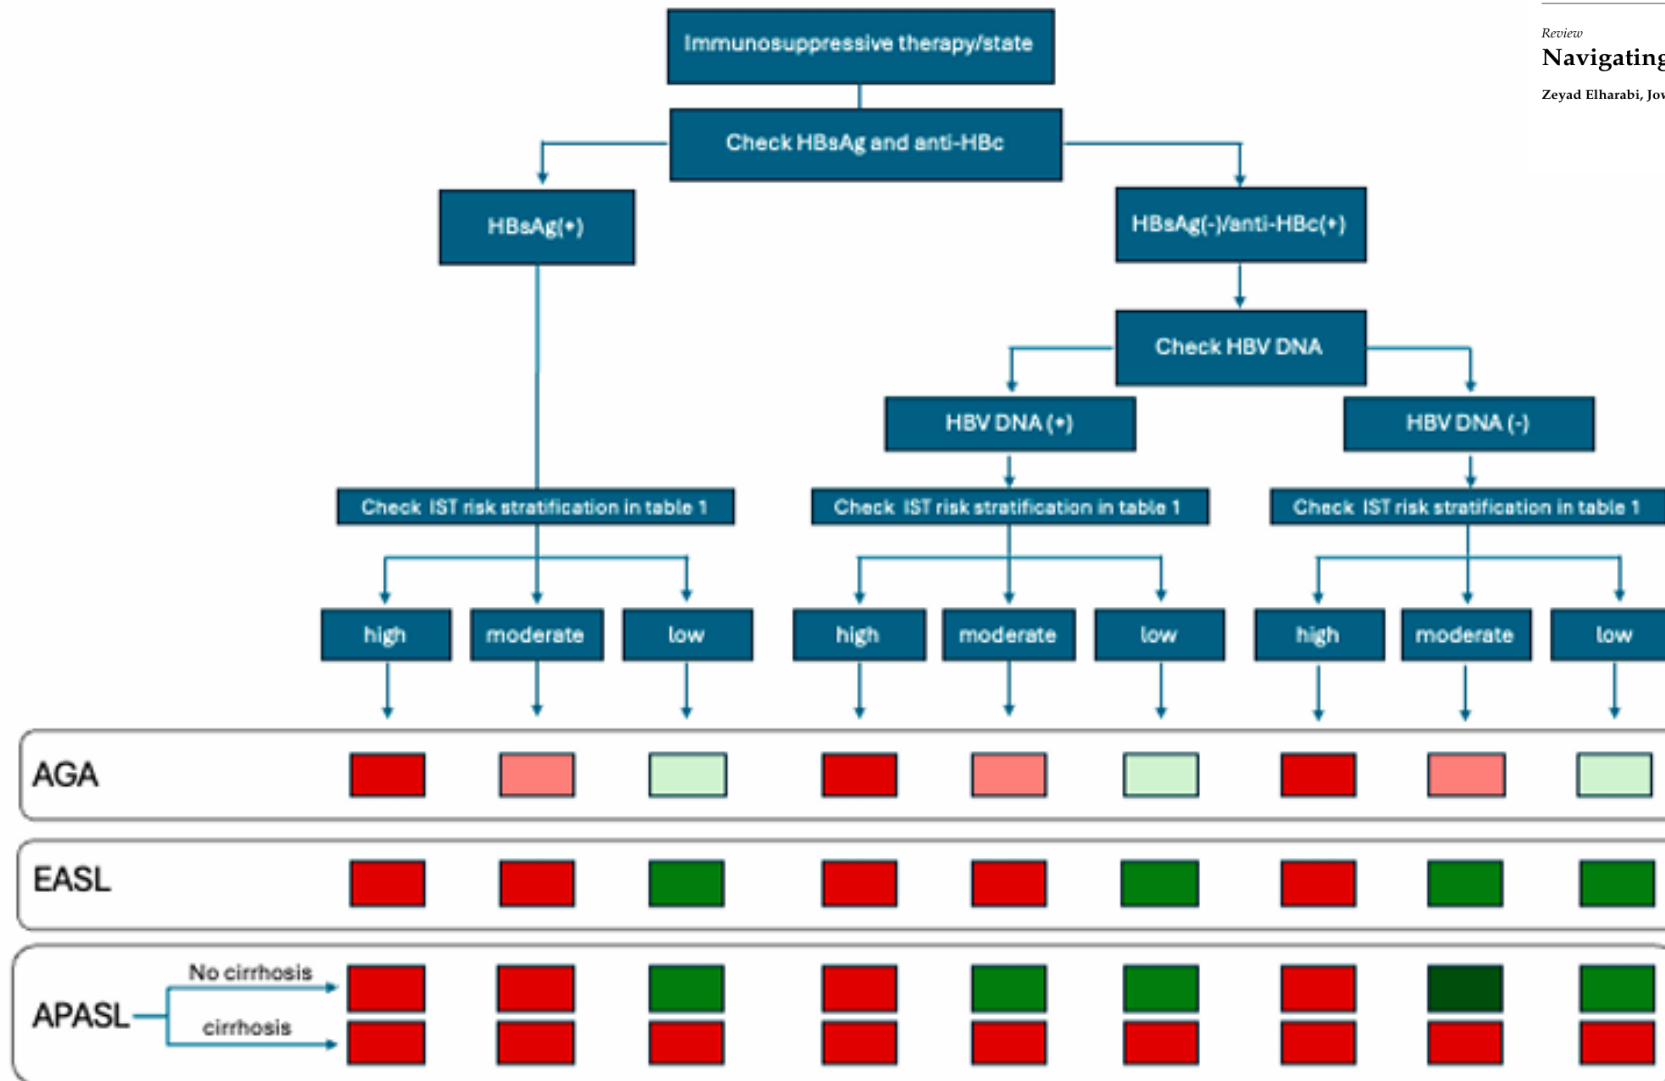 Review
Navigating
Zeyad Elharabi, Jov
Immunosuppressive therapy/state
Check HBsAg and anti-HBc
HBsAg(+)
HBsAg(-)/anti-HBc(+)
Check HBV DNA
HBV DNA (+)
HBV DNA (-)
Check IST risk stratification in table 1
Check IST risk stratification in table 1
Check IST risk stratification in table 1
high
moderate
low
high
moderate
low
high
moderate
low
AGA
EASL
APASL
No cirrhosis
cirrhosis